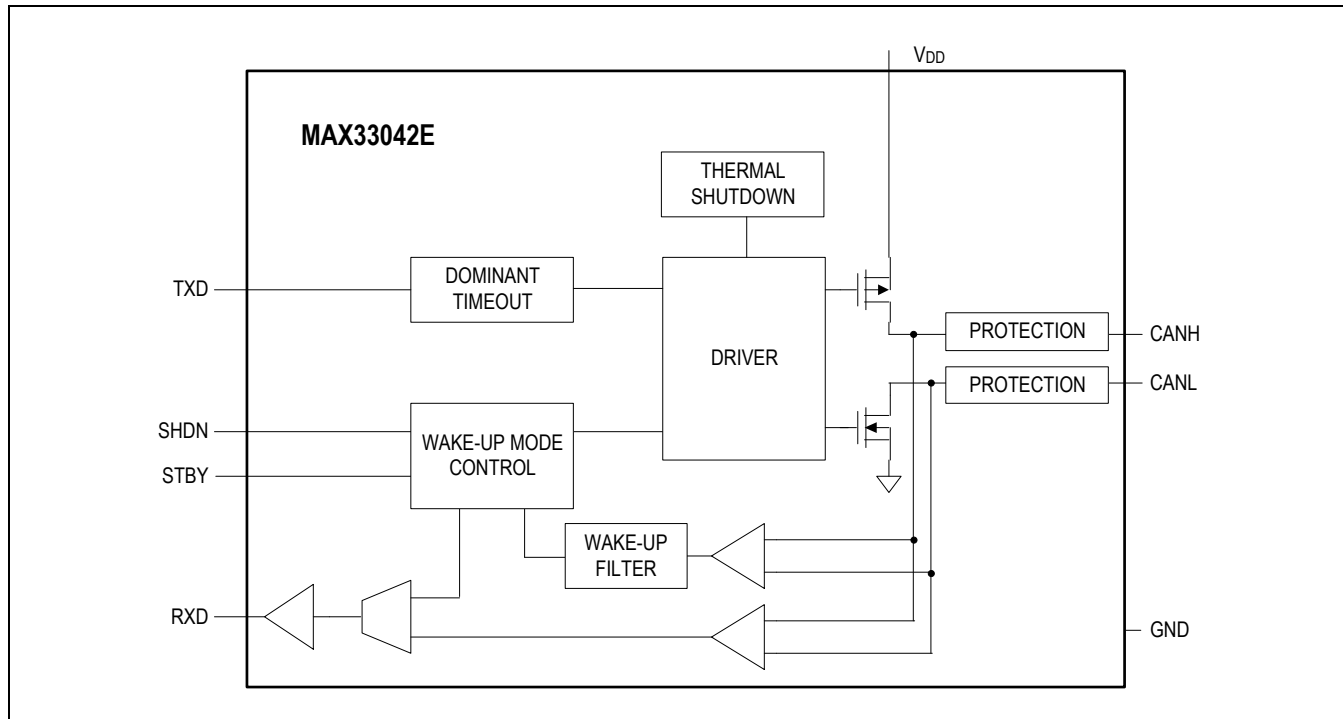 VDD
MAX33042E
THERMAL
SHUTDOWN
TXD
DOMINANT
TIMEOUT
DRIVER
PROTECTION
CANH
PROTECTION
CANL
SHDN
STBY
WAKE-UP MODE
CONTROL
WAKE-UP
FILTER
RXD
GND